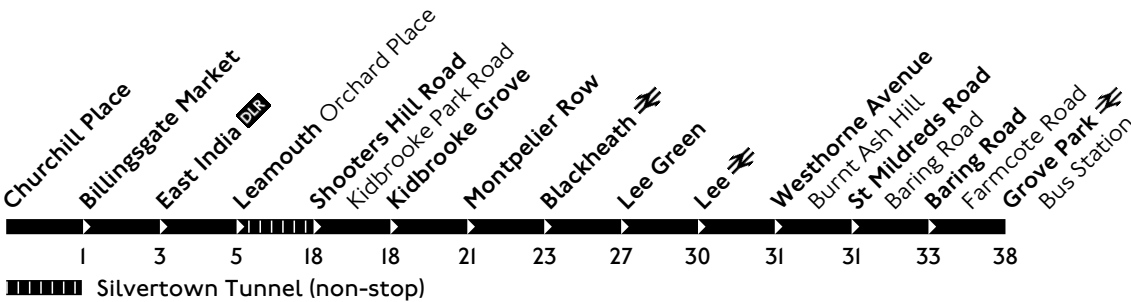 Churchill Place
Billingsgate Market
East India DLR
Leamouth Orchard Place
Shooters Hill Road
Kidbrooke Park Road
Kidbrooke Grove
Montpelier Row
Blackheath
Lee Green
Lee
Westhorne Avenue
Burnt Ash Hill
St Mildreds Road
Baring Road
Baring Road
Farmcote Road
Grove Park
Bus Station
1 3 5 18 18 21 23 27 30 31 31 33 38
Silvertown Tunnel (non-stop)